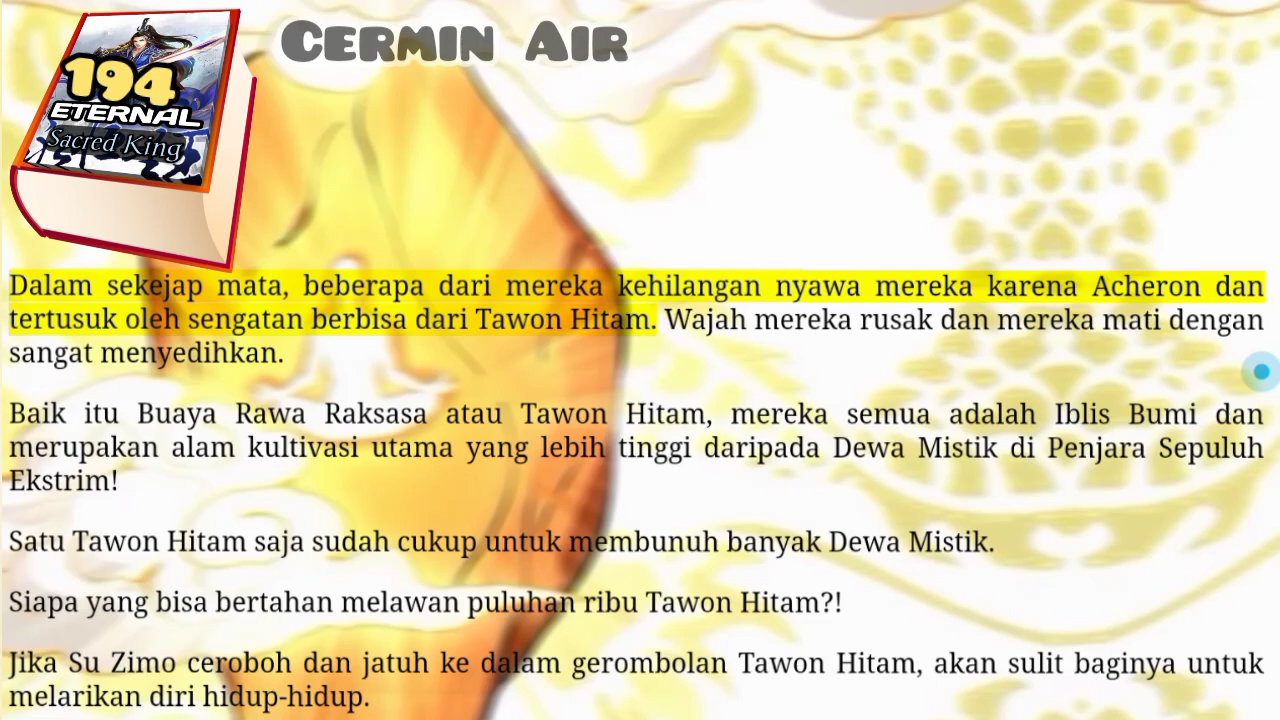 CERMIN AIR
194
ETERNAL
Sacred King
Dalam sekejap mata, beberapa dari mereka kehilangan nyawa mereka karena Acheron dan
tertusuk oleh sengatan berbisa dari Tawon Hitam. Wajah mereka rusak dan mereka mati dengan
sangat menyedihkan.
Baik itu Buaya Rawa Raksasa atau Tawon Hitam, mereka semua adalah Iblis Bumi dan
merupakan alam kultivasi utama yang lebih tinggi daripada Dewa Mistik di Penjara Sepuluh
Ekstrim!
Satu Tawon Hitam saja sudah cukup untuk membunuh banyak Dewa Mistik.
Siapa yang bisa bertahan melawan puluhan ribu Tawon Hitam?!
Jika Su Zimo ceroboh dan jatuh ke dalam gerombolan Tawon Hitam, akan sulit baginya untuk
melarikan diri hidup-hidup.